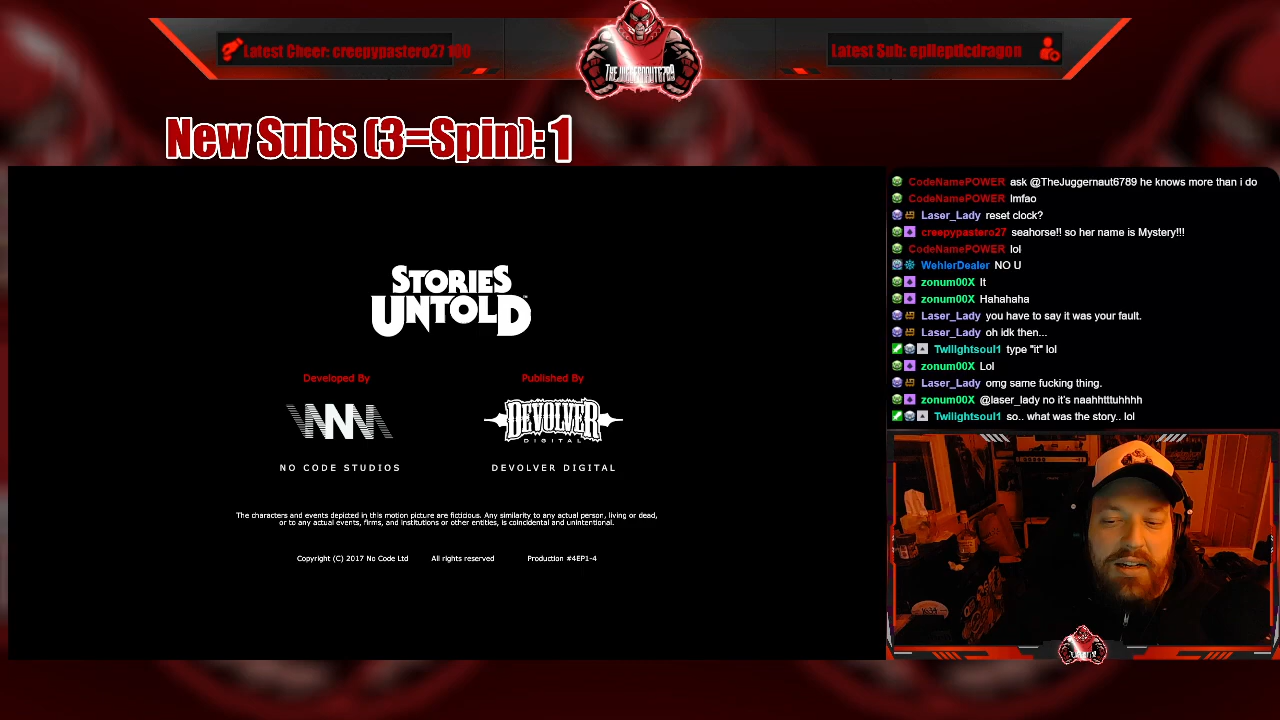 Latest Cheer: creepypastero27 100
THEJUGGERNAUT6789
Latest Sub: epilepticdragon
New Subs (3=Spin): 1
CodeNamePOWER ask @TheJuggernaut6789 he knows more than i do
CodeNamePOWER lmfao
Laser_Lady reset clock?
creepypastero27 seahorse!! so her name is Mystery!!!
CodeNamePOWER lol
WehlerDealer NO U
zonum00X It
zonum00X Hahahaha
Laser_Lady you have to say it was your fault.
Laser_Lady oh idk then...
Twilightsoul1 type "it" lol
zonum00X Lol
Laser_Lady omg same fucking thing.
zonum00X @laser_lady no it's naahhtttuhhhh
Twilightsoul1 so.. what was the story.. lol
STORIES
UNTOLD
Developed By
Published By
DEVOLVER
DIGITAL
NO CODE STUDIOS
DEVOLVER DIGITAL
The characters and events depicted in this motion picture are ficticious. Any similarity to any actual person, living or dead,
or to any actual events, firms, and institutions or other entities, is coincidental and unintentional.
Copyright (C) 2017 No Code Ltd All rights reserved Production #4EP1-4